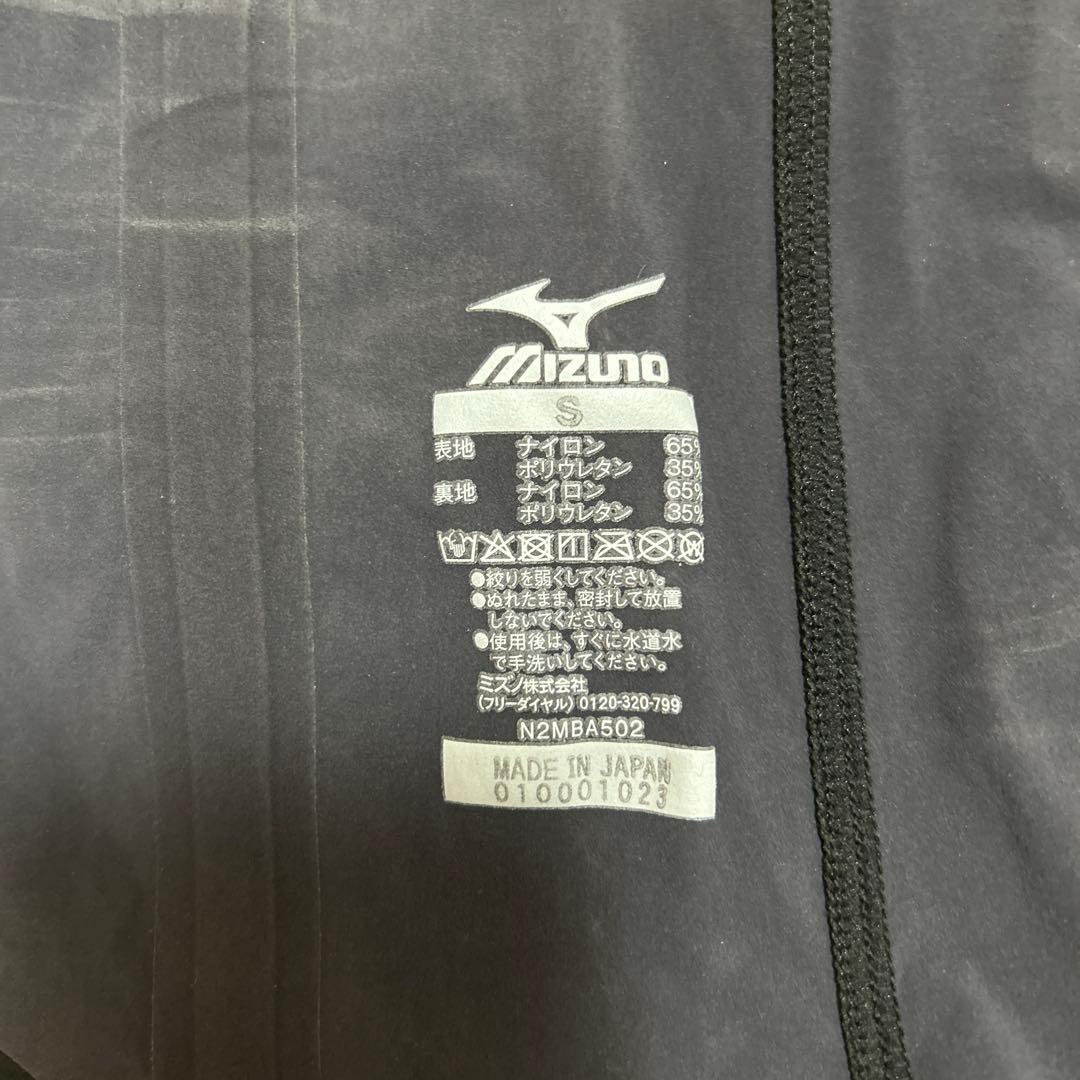 Mizuno
S
表地 ナイロン 65%
ポリウレタン 35%
裏地 ナイロン 65%
ポリウレタン 35%
●絞りを弱くしてください。
●ぬれたまま、密封して放置
しないでください。
●使用後は、すぐに水道水
で手洗いしてください。
ミズノ株式会社
(フリーダイヤル) 0120-320-799
N2MBA502
MADE IN JAPAN
010001023